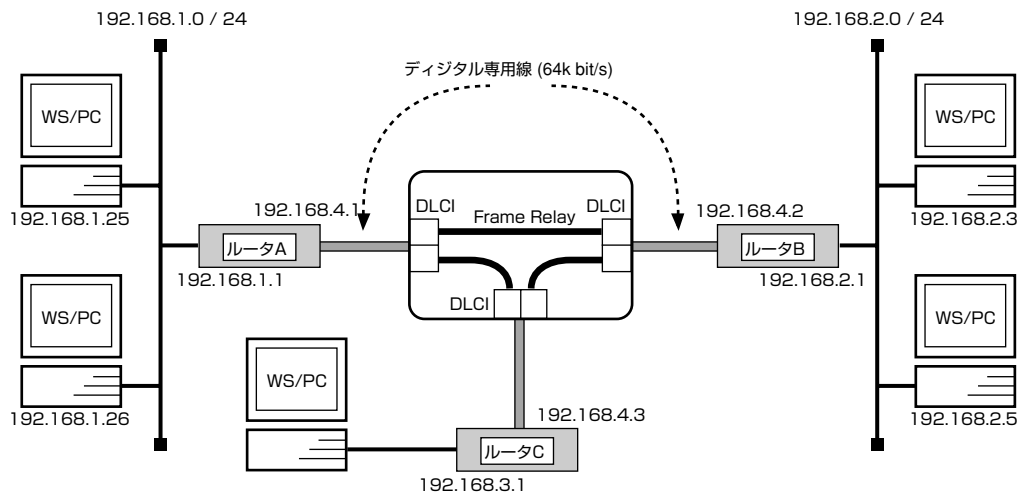 192.168.1.0 / 24
192.168.2.0 / 24
ディジタル専用線 (64k bit/s)
WS/PC
WS/PC
192.168.1.25
192.168.2.3
192.168.4.1
DLCI
Frame Relay
DLCI
192.168.4.2
ルータA
ルータB
192.168.1.1
192.168.2.1
DLCI
WS/PC
WS/PC
WS/PC
192.168.1.26
192.168.2.5
192.168.4.3
ルータC
192.168.3.1